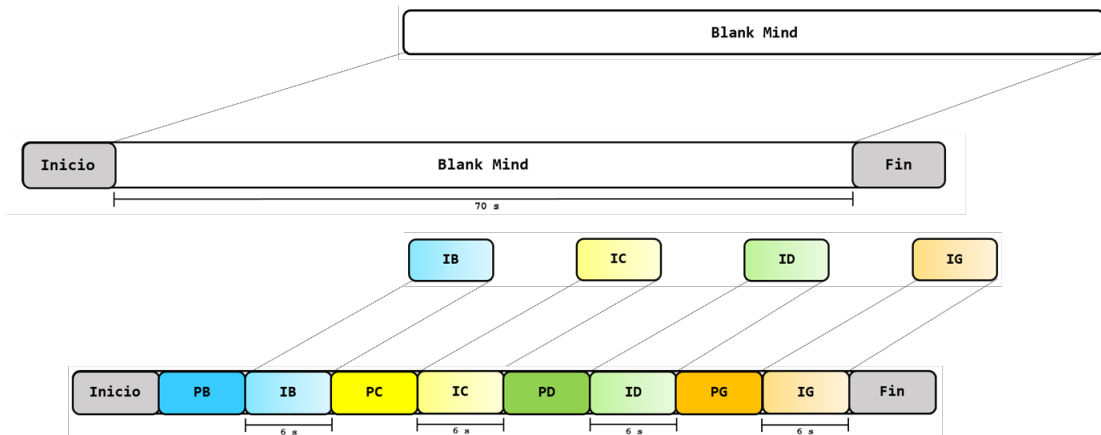 Blank Mind
Inicio Blank Mind Fin
70 s
IB IC ID IG
Inicio PB IB PC IC PD ID PG IG Fin
6 s 6 s 6 s 6 s